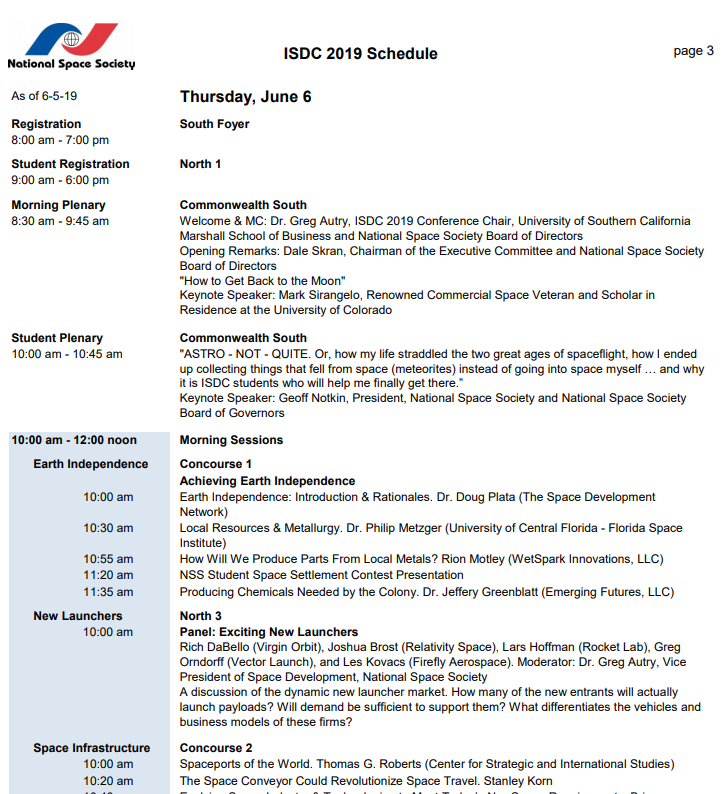 National Space Society
ISDC 2019 Schedule
page 3
As of 6-5-19
Thursday, June 6
Registration
South Foyer
8:00 am - 7:00 pm
Student Registration
North 1
9:00 am - 6:00 pm
Morning Plenary
Commonwealth South
8:30 am - 9:45 am
Welcome & MC: Dr. Greg Autry, ISDC 2019 Conference Chair, University of Southern California
Marshall School of Business and National Space Society Board of Directors
Opening Remarks: Dale Skran, Chairman of the Executive Committee and National Space Society
Board of Directors
"How to Get Back to the Moon"
Keynote Speaker: Mark Sirangelo, Renowned Commercial Space Veteran and Scholar in
Residence at the University of Colorado
Student Plenary
Commonwealth South
10:00 am - 10:45 am
"ASTRO - NOT - QUITE. Or, how my life straddled the two great ages of spaceflight, how I ended
up collecting things that fell from space (meteorites) instead of going into space myself … and why
it is ISDC students who will help me finally get there."
Keynote Speaker: Geoff Notkin, President, National Space Society and National Space Society
Board of Governors
10:00 am - 12:00 noon
Morning Sessions
Earth Independence
Concourse 1
Achieving Earth Independence
10:00 am
Earth Independence: Introduction & Rationales. Dr. Doug Plata (The Space Development
Network)
10:30 am
Local Resources & Metallurgy. Dr. Philip Metzger (University of Central Florida - Florida Space
Institute)
10:55 am
How Will We Produce Parts From Local Metals? Rion Motley (WetSpark Innovations, LLC)
11:20 am
NSS Student Space Settlement Contest Presentation
11:35 am
Producing Chemicals Needed by the Colony. Dr. Jeffery Greenblatt (Emerging Futures, LLC)
New Launchers
North 3
10:00 am
Panel: Exciting New Launchers
Rich DaBello (Virgin Orbit), Joshua Brost (Relativity Space), Lars Hoffman (Rocket Lab), Greg
Orndorff (Vector Launch), and Les Kovacs (Firefly Aerospace). Moderator: Dr. Greg Autry, Vice
President of Space Development, National Space Society
A discussion of the dynamic new launcher market. How many of the new entrants will actually
launch payloads? Will demand be sufficient to support them? What differentiates the vehicles and
business models of these firms?
Space Infrastructure
Concourse 2
10:00 am
Spaceports of the World. Thomas G. Roberts (Center for Strategic and International Studies)
10:20 am
The Space Conveyor Could Revolutionize Space Travel. Stanley Korn